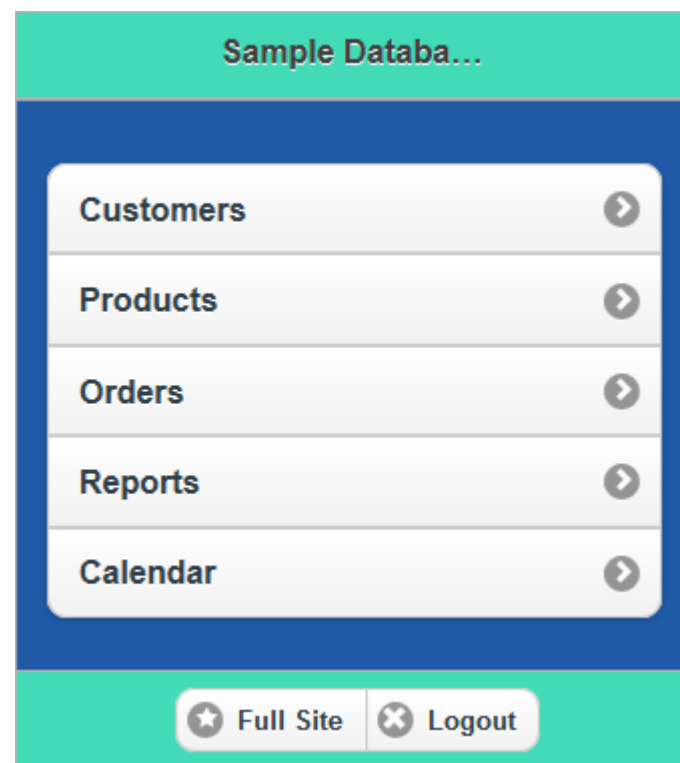 Sample Databa...
Customers
Products
Orders
Reports
Calendar
Full Site Logout